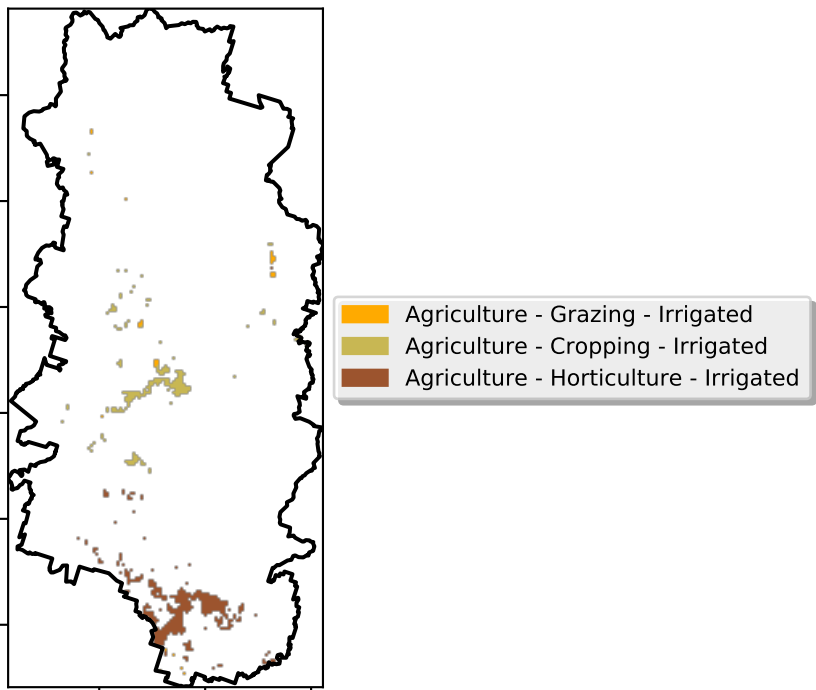 Agriculture - Grazing - Irrigated
Agriculture - Cropping - Irrigated
Agriculture - Horticulture - Irrigated